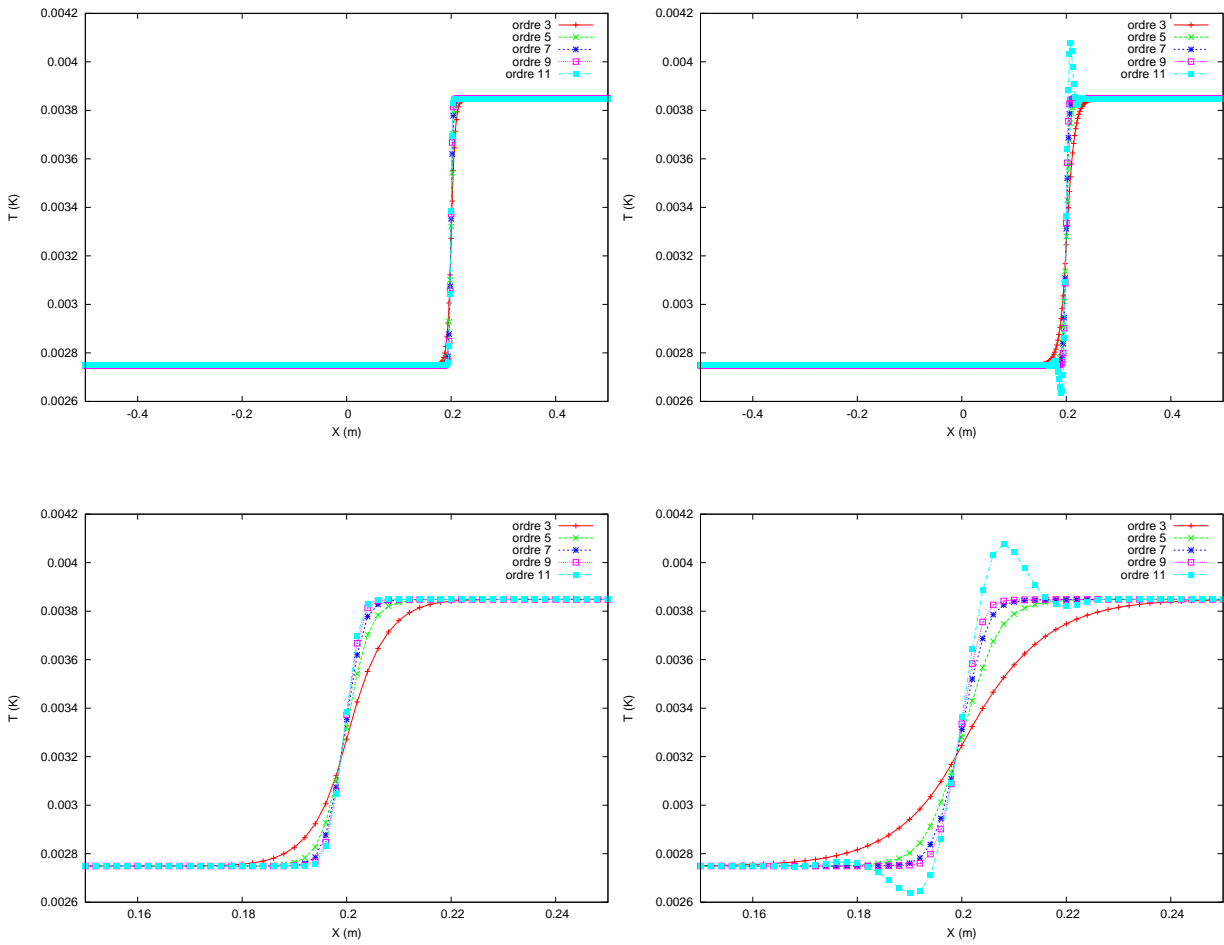 0.0042
0.004
0.0038
0.0036
0.0034
0.0032
0.003
0.0028
0.0026
T (K)
-0.4
-0.2
0
0.2
0.4
X (m)
ordre 3
ordre 5
ordre 7
ordre 9
ordre 11
0.0042
0.004
0.0038
0.0036
0.0034
0.0032
0.003
0.0028
0.0026
T (K)
-0.4
-0.2
0
0.2
0.4
X (m)
ordre 3
ordre 5
ordre 7
ordre 9
ordre 11
0.0042
0.004
0.0038
0.0036
0.0034
0.0032
0.003
0.0028
0.0026
T (K)
0.16
0.18
0.2
0.22
0.24
X (m)
ordre 3
ordre 5
ordre 7
ordre 9
ordre 11
0.0042
0.004
0.0038
0.0036
0.0034
0.0032
0.003
0.0028
0.0026
T (K)
0.16
0.18
0.2
0.22
0.24
X (m)
ordre 3
ordre 5
ordre 7
ordre 9
ordre 11